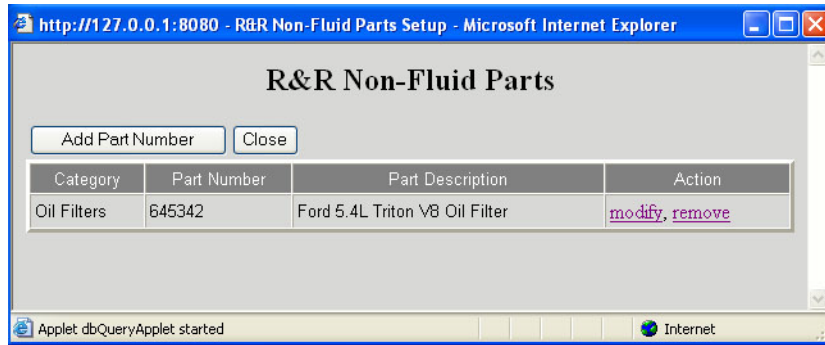 http://127.0.0.1:8080 - R&R Non-Fluid Parts Setup - Microsoft Internet Explorer
R&R Non-Fluid Parts
Add Part Number Close
Category Part Number Part Description Action
Oil Filters 645342 Ford 5.4L Triton V8 Oil Filter modify, remove
Applet dbQueryApplet started Internet